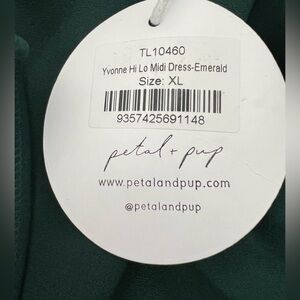 TL10460
Yvonne Hi Lo Midi Dress-Emerald
Size: XL
9357425691148
petal + pup
www.petalandpup.com
@petalandpup